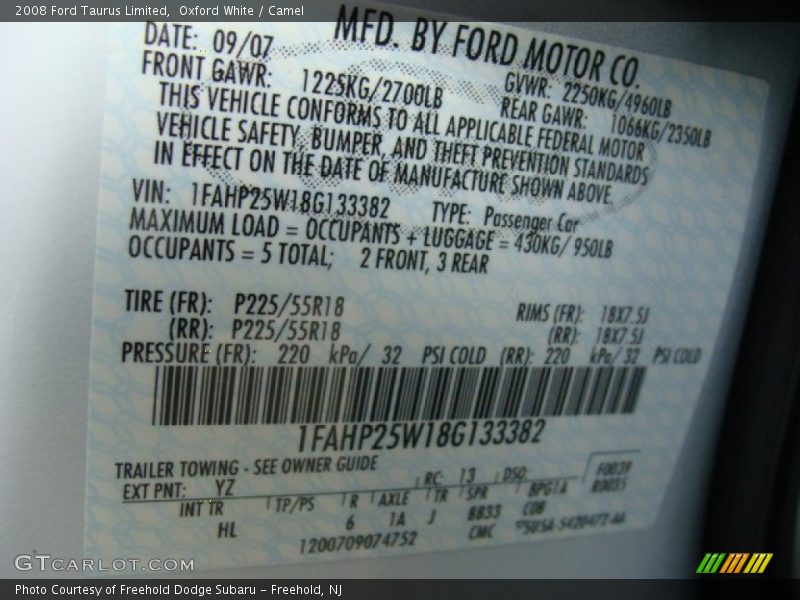 2008 Ford Taurus Limited, Oxford White / Camel
MFD. BY FORD MOTOR CO.
DATE: 09/07 GVWR: 2250KG/4960LB
FRONT GAWR: 1225KG/2700LB REAR GAWR: 1066KG/2350LB
THIS VEHICLE CONFORMS TO ALL APPLICABLE FEDERAL MOTOR
VEHICLE SAFETY, BUMPER, AND THEFT PREVENTION STANDARDS
IN EFFECT ON THE DATE OF MANUFACTURE SHOWN ABOVE.
VIN: 1FAHP25W18G133382 TYPE: Passenger Car
MAXIMUM LOAD = OCCUPANTS + LUGGAGE = 430KG/950LB
OCCUPANTS = 5 TOTAL; 2 FRONT, 3 REAR
TIRE (FR): P225/55R18 RIMS (FR): 18X7.5J
(RR): P225/55R18 (RR): 18X7.5J
PRESSURE (FR): 220 kPa/ 32 PSI COLD (RR): 220 kPa/ 32 PSI COLD
1FAHP25W18G133382
TRAILER TOWING - SEE OWNER GUIDE
EXT PNT: YZ RC: 13 DSO: F0039
R0035
INT TR TP/PS R AXLE TR SPR BPG1A
HL 6 1A J BB33 COB
1200709074752 CMC
GTCARLOT.COM
Photo Courtesy of Freehold Dodge Subaru – Freehold, NJ